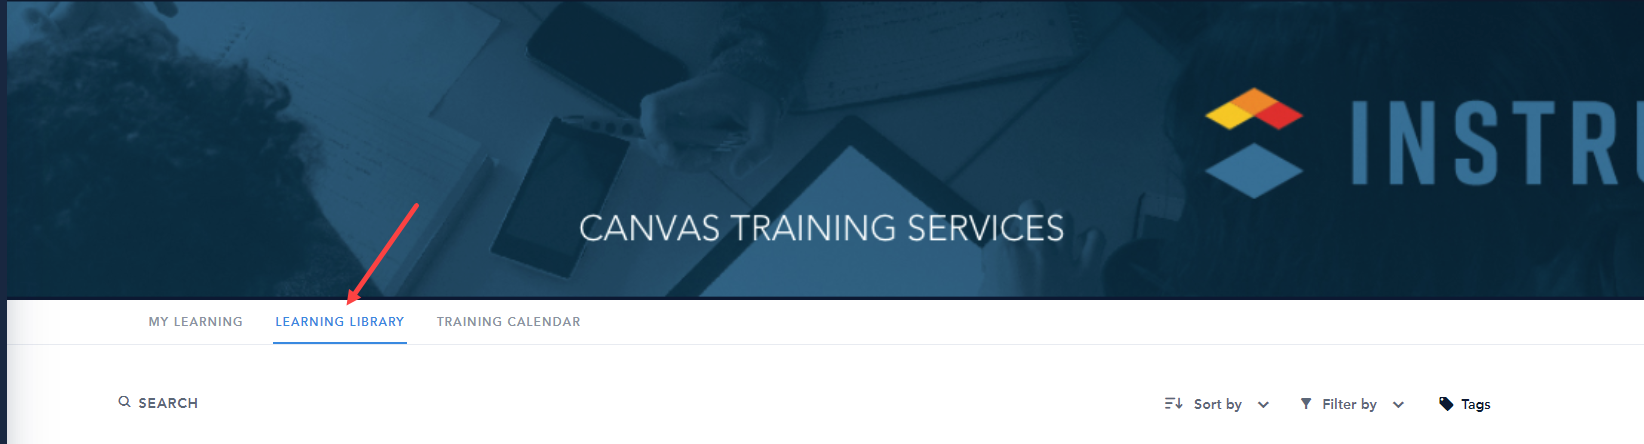 INSTRU
CANVAS TRAINING SERVICES
MY LEARNING LEARNING LIBRARY TRAINING CALENDAR
SEARCH Sort by Filter by Tags